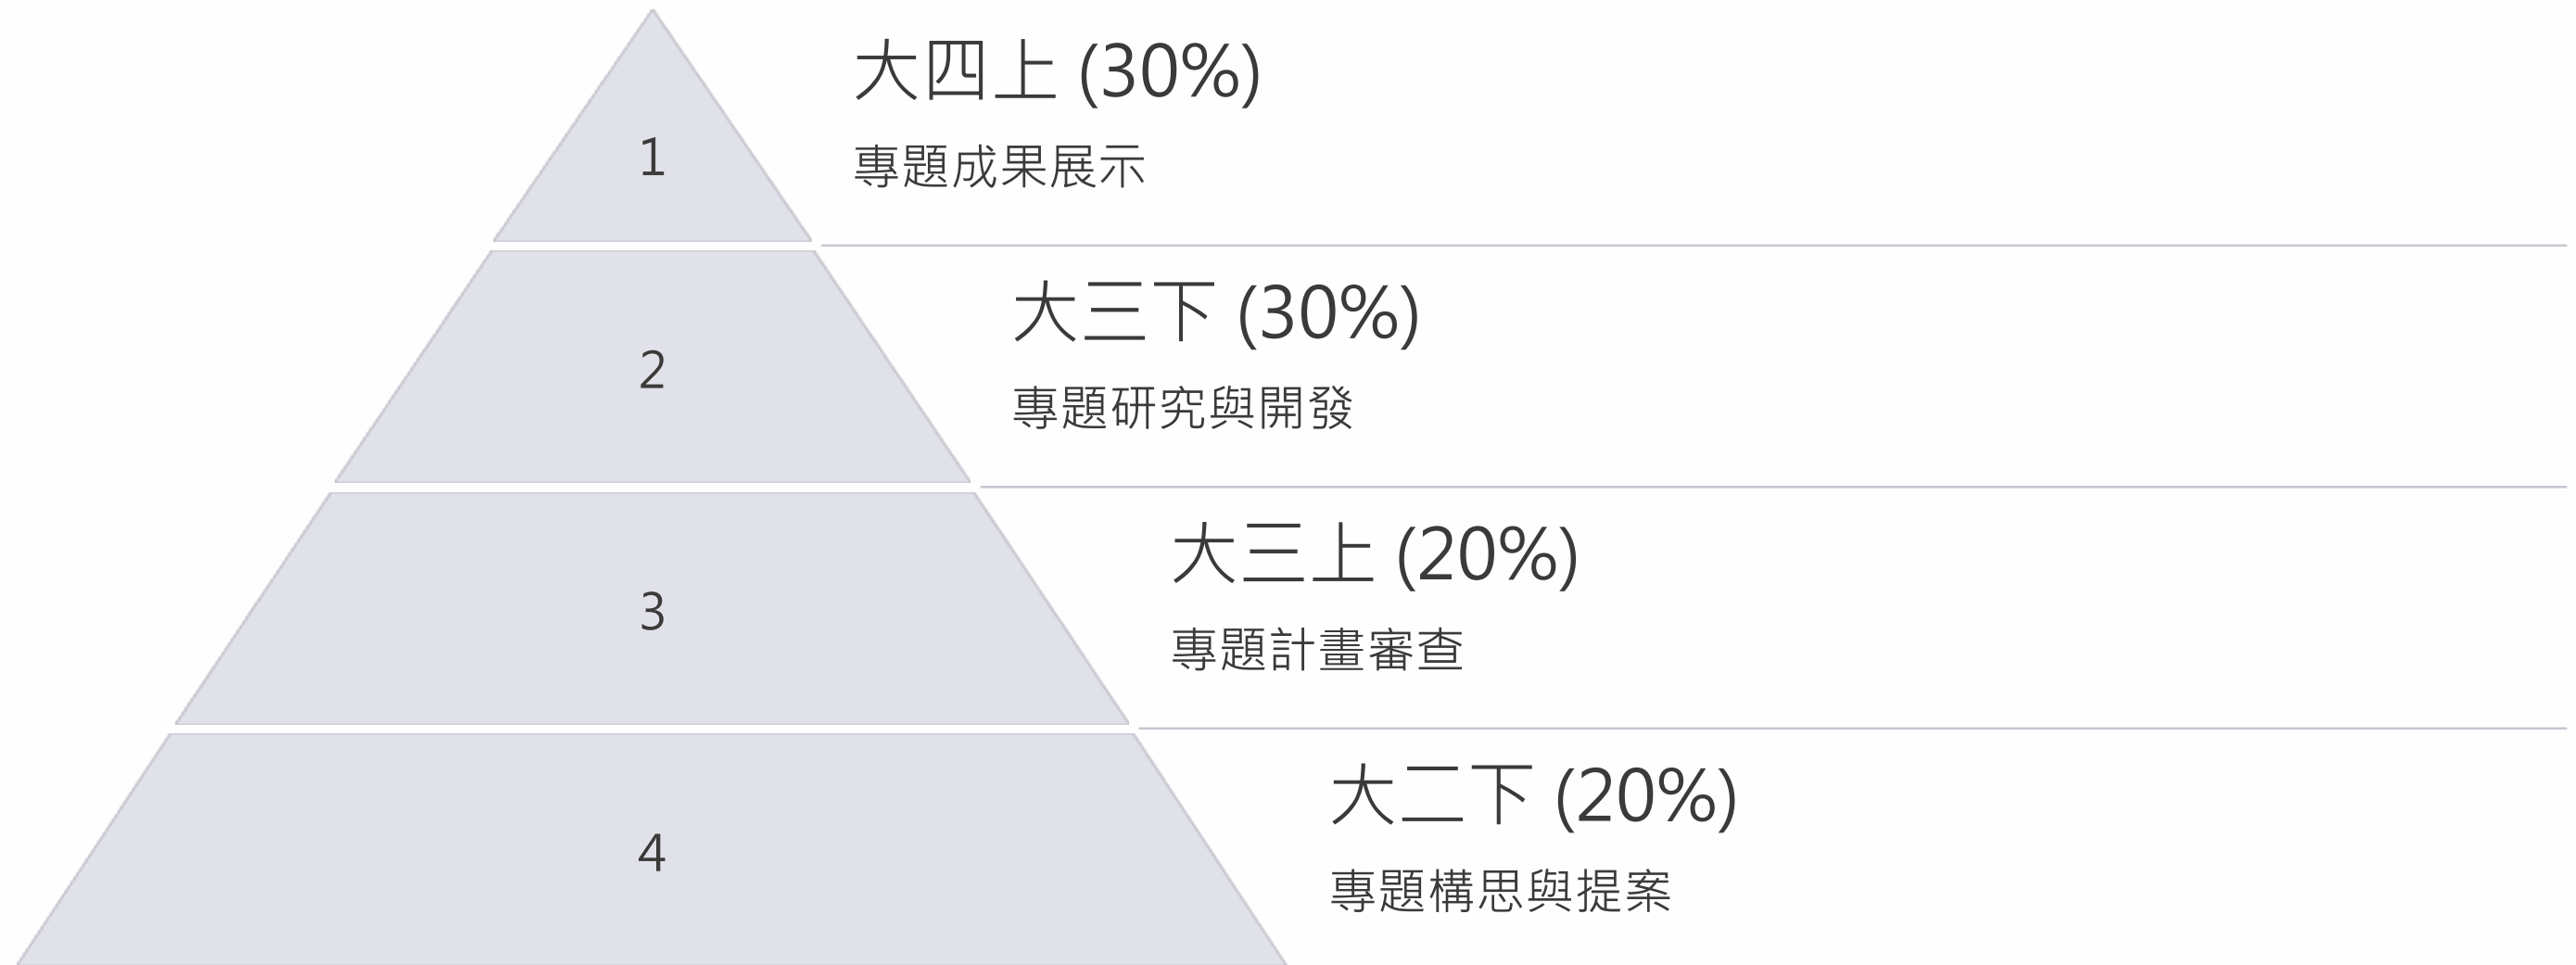 1
大四上 (30%)
專題成果展示
2
大三下 (30%)
專題研究與開發
3
大三上 (20%)
專題計畫審查
4
大二下 (20%)
專題構思與提案